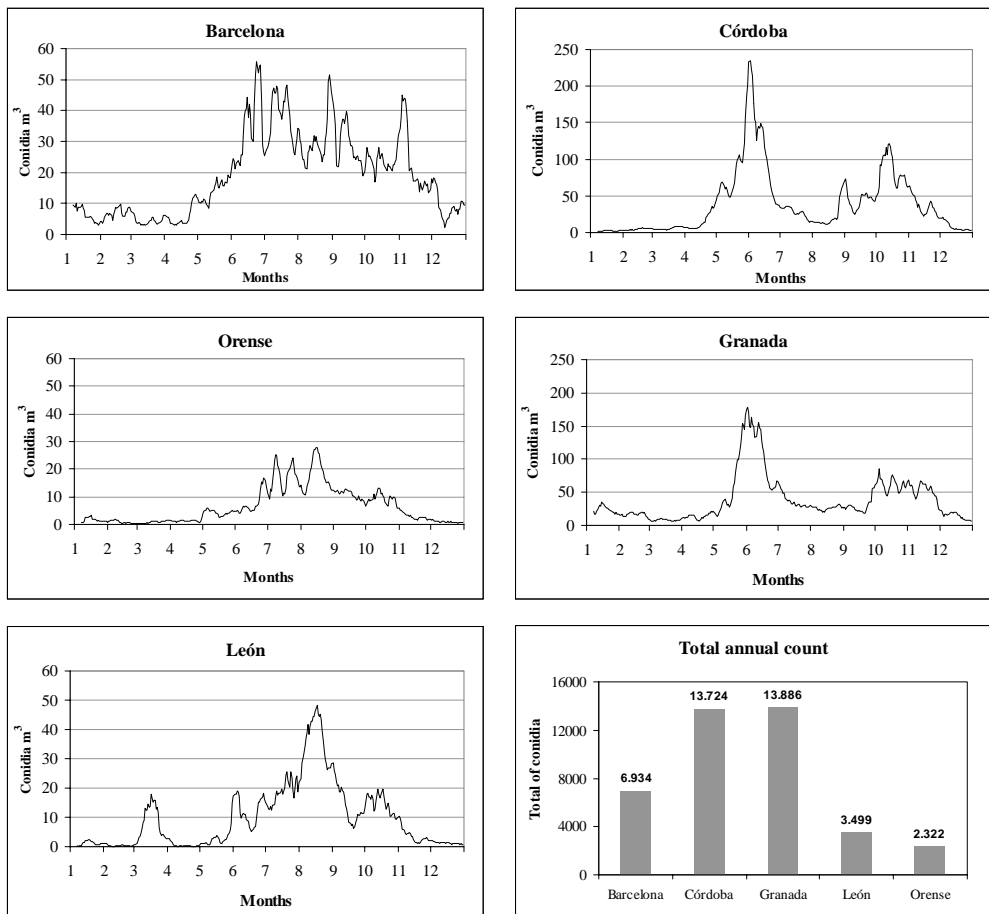 Barcelona
60
50
40
30
20
10
0
Conidia m³
1 2 3 4 5 6 7 8 9 10 11 12
Months
Córdoba
250
200
150
100
50
0
Conidia m³
1 2 3 4 5 6 7 8 9 10 11 12
Months
Orense
60
50
40
30
20
10
0
Conidia m³
1 2 3 4 5 6 7 8 9 10 11 12
Months
Granada
250
200
150
100
50
0
Conidia m³
1 2 3 4 5 6 7 8 9 10 11 12
Months
León
60
50
40
30
20
10
0
Conidia m³
1 2 3 4 5 6 7 8 9 10 11 12
Months
Total annual count
16000
12000
8000
4000
0
Total of conidia
6.934
13.724
13.886
3.499
2.322
Barcelona Córdoba Granada León Orense